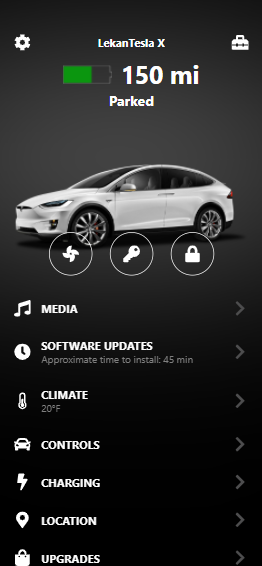 LekanTesla X
150 mi
Parked
MEDIA
SOFTWARE UPDATES
Approximate time to install: 45 min
CLIMATE
20°F
CONTROLS
CHARGING
LOCATION
UPGRADES